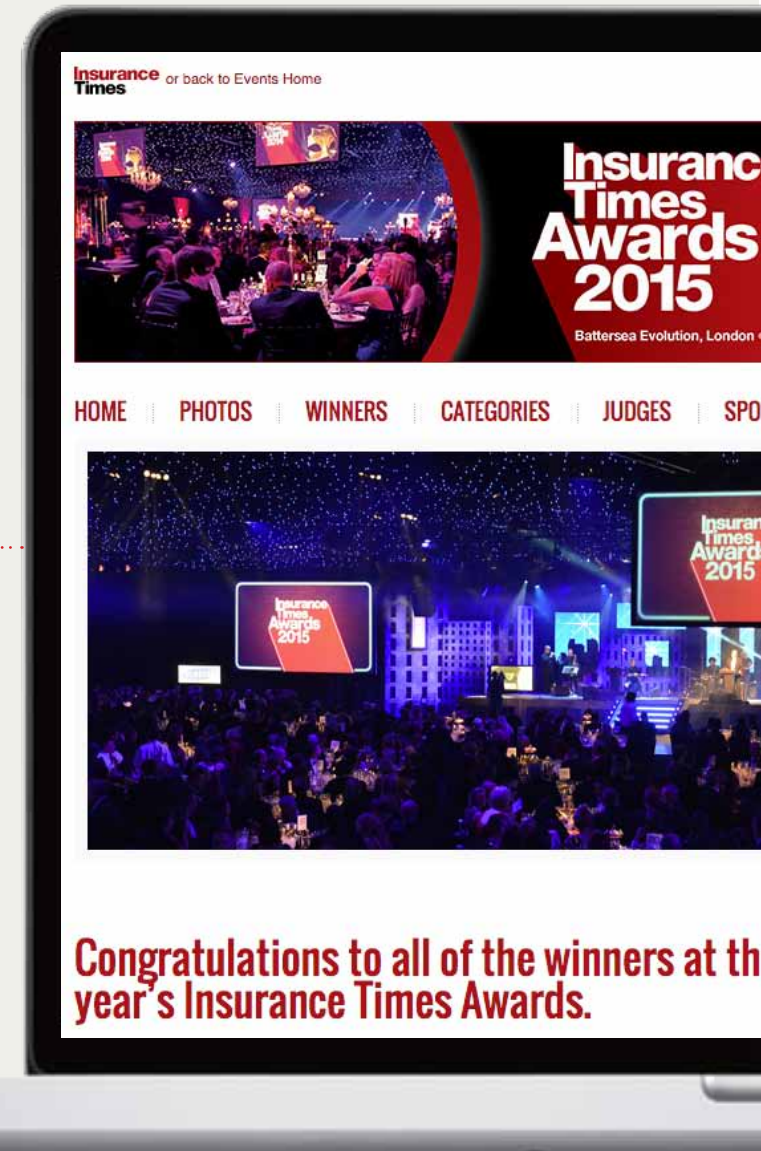 Insurance
Times
or back to Events Home
Insuranc
Times
Awards
2015
Battersea Evolution, London
HOME PHOTOS WINNERS CATEGORIES JUDGES SPO
Insuran
Times
Awards
2015
Insurance
Times
Awards
2015
Congratulations to all of the winners at th
year's Insurance Times Awards.